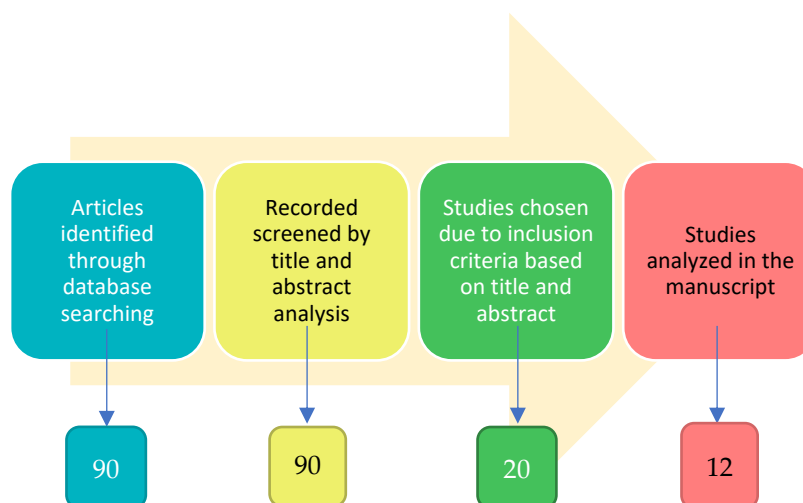 Articles
identified
through
database
searching
Recorded
screened by
title and
abstract
analysis
Studies chosen
due to inclusion
criteria based
on title and
abstract
Studies
analyzed in the
manuscript
90
90
20
12